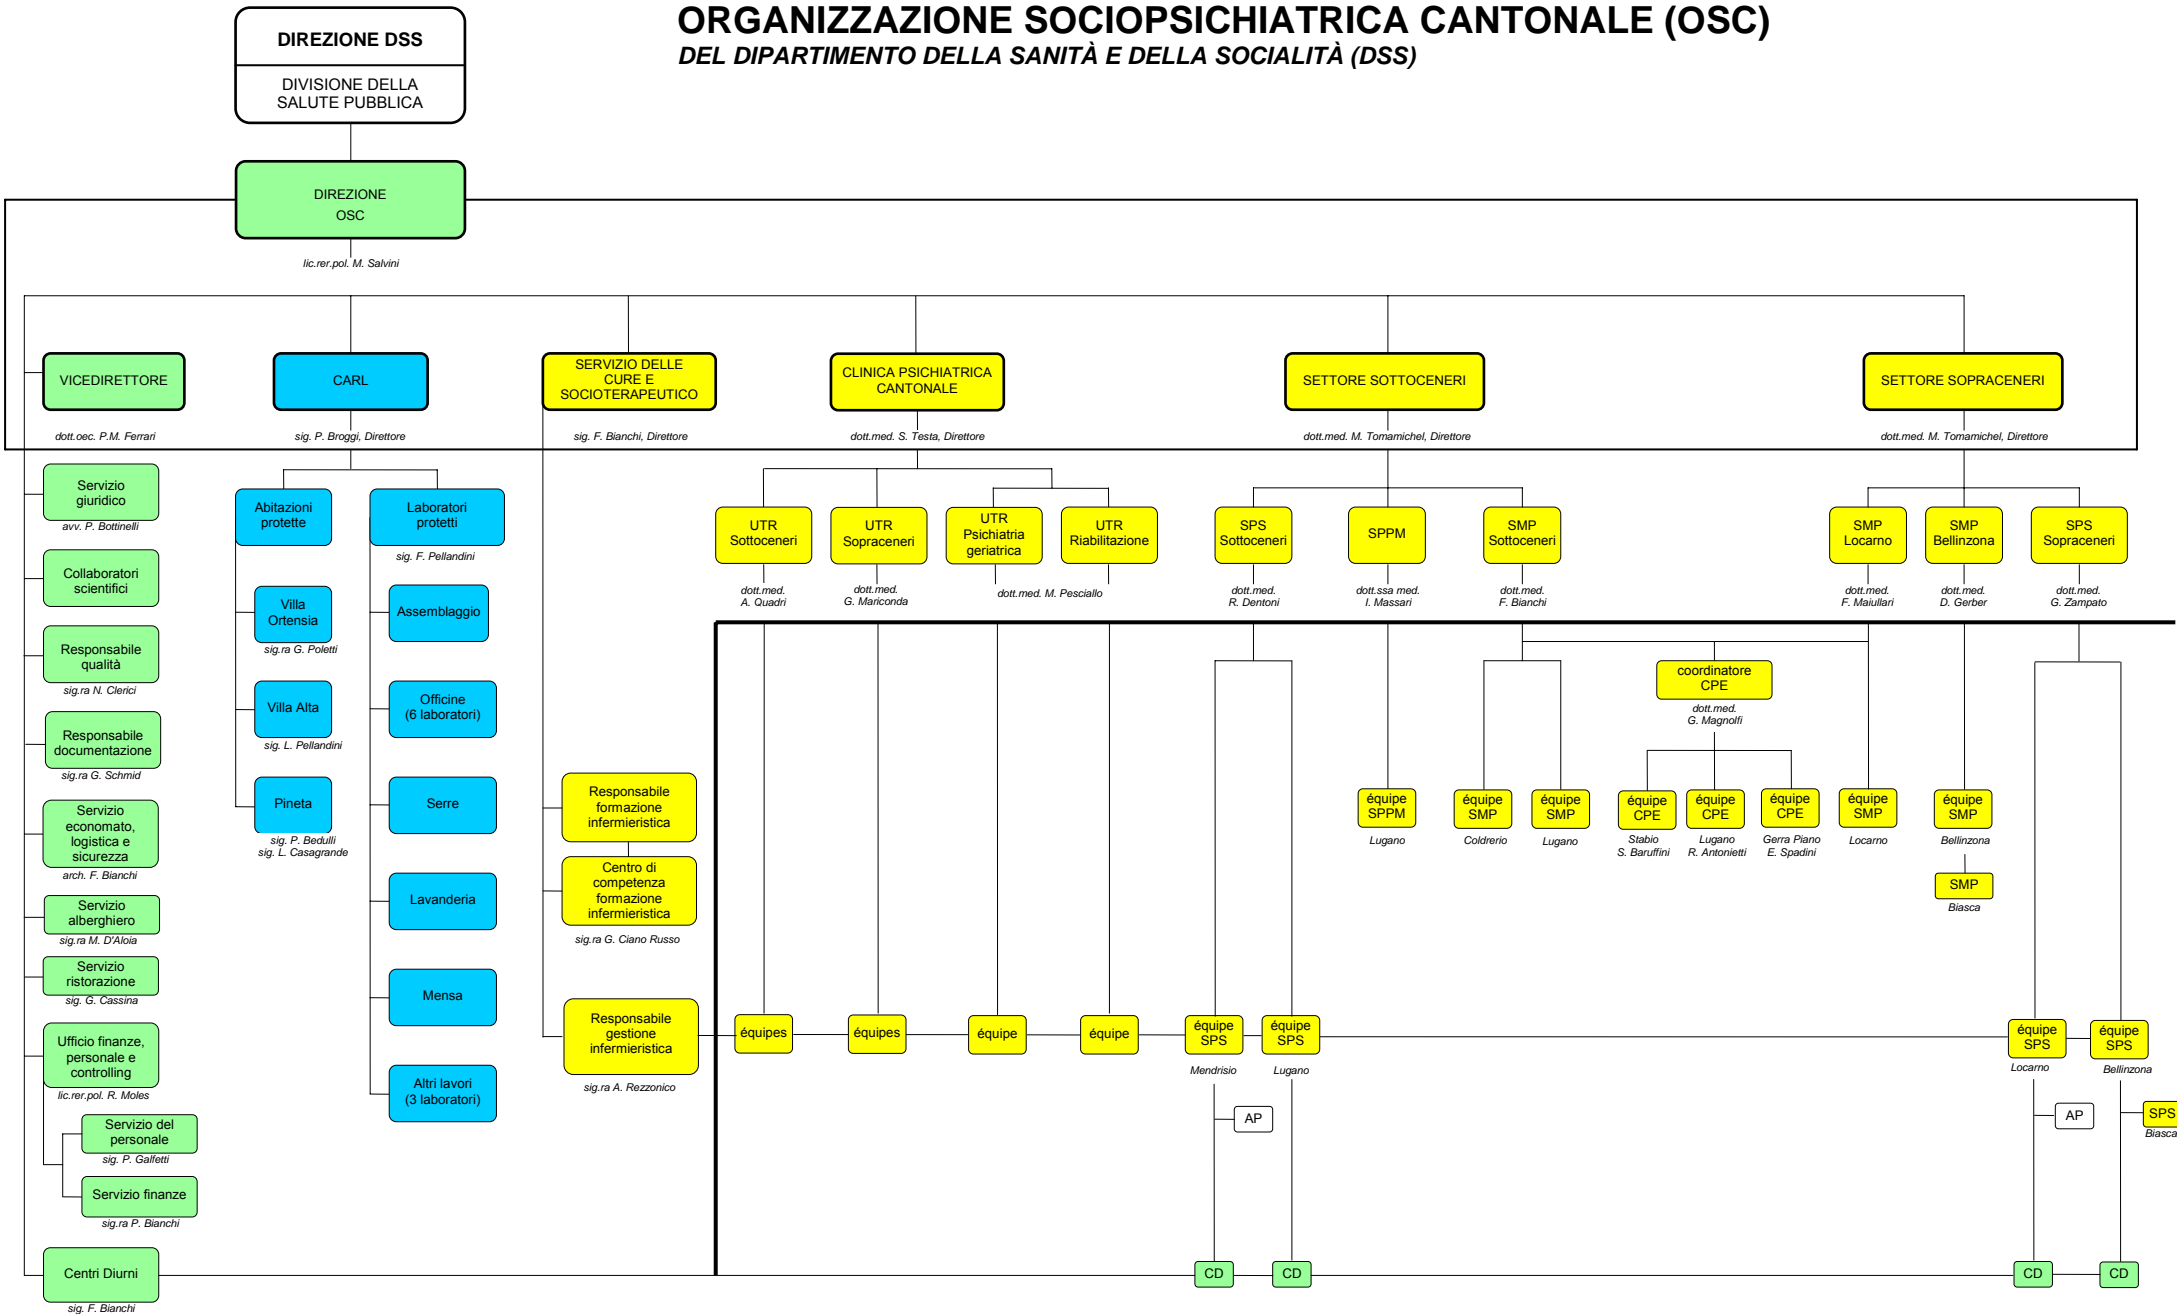 ORGANIZZAZIONE SOCIOPSICHIATRICA CANTONALE (OSC)
DEL DIPARTIMENTO DELLA SANITÀ E DELLA SOCIALITÀ (DSS)
DIREZIONE DSS
DIVISIONE DELLA
SALUTE PUBBLICA
DIREZIONE
OSC
lic.rer.pol. M. Salvini
VICEDIRETTORE
dott.oec. P.M. Ferrari
CARL
sig. P. Broggi, Direttore
SERVIZIO DELLE
CURE E
SOCIOTERAPEUTICO
sig. F. Bianchi, Direttore
CLINICA PSICHIATRICA
CANTONALE
dott.med. S. Testa, Direttore
SETTORE SOTTOCENERI
dott.med. M. Tomamichel, Direttore
SETTORE SOPRACENERI
dott.med. M. Tomamichel, Direttore
Servizio
giuridico
avv. P. Bottinelli
Collaboratori
scientifici
Responsabile
qualità
sig.ra N. Clerici
Responsabile
documentazione
sig.ra G. Schmid
Servizio
economato,
logistica e
sicurezza
arch. F. Bianchi
Servizio
alberghiero
sig.ra M. D'Aloia
Servizio
ristorazione
sig. G. Cassina
Ufficio finanze,
personale e
controlling
lic.rer.pol. R. Moles
Servizio del
personale
sig. P. Galfetti
Servizio finanze
sig.ra P. Bianchi
Centri Diurni
sig. F. Bianchi
Abitazioni
protette
Villa
Ortensia
sig.ra G. Poletti
Villa Alta
sig. L. Pellandini
Pineta
sig. P. Bedulli
sig. L. Casagrande
Laboratori
protetti
sig. F. Pellandini
Assemblaggio
Officine
(6 laboratori)
Serre
Lavanderia
Mensa
Altri lavori
(3 laboratori)
Responsabile
formazione
infermieristica
Centro di
competenza
formazione
infermieristica
sig.ra G. Ciano Russo
Responsabile
gestione
infermieristica
sig.ra A. Rezzonico
UTR
Sottoceneri
dott.med.
A. Quadri
UTR
Sopraceneri
dott.med.
G. Mariconda
UTR
Psichiatria
geriatrica
UTR
Riabilitazione
dott.med. M. Pesciallo
SPS
Sottoceneri
dott.med.
R. Dentoni
SPPM
dott.ssa med.
I. Massari
SMP
Sottoceneri
dott.med.
F. Bianchi
SMP
Locarno
dott.med.
F. Maiullari
SMP
Bellinzona
dott.med.
D. Gerber
SPS
Sopraceneri
dott.med.
G. Zampato
coordinatore
CPE
dott.med.
G. Magnolfi
équipe
SPPM
Lugano
équipe
SMP
Coldrerio
équipe
SMP
Lugano
équipe
CPE
Stabio
S. Baruffini
équipe
CPE
Lugano
R. Antonietti
équipe
CPE
Gerra Piano
E. Spadini
équipe
SMP
Locarno
équipe
SMP
Bellinzona
SMP
Biasca
équipes
équipes
équipe
équipe
équipe
SPS
Mendrisio
équipe
SPS
Lugano
équipe
SPS
Locarno
équipe
SPS
Bellinzona
AP
AP
SPS
Biasca
CD
CD
CD
CD